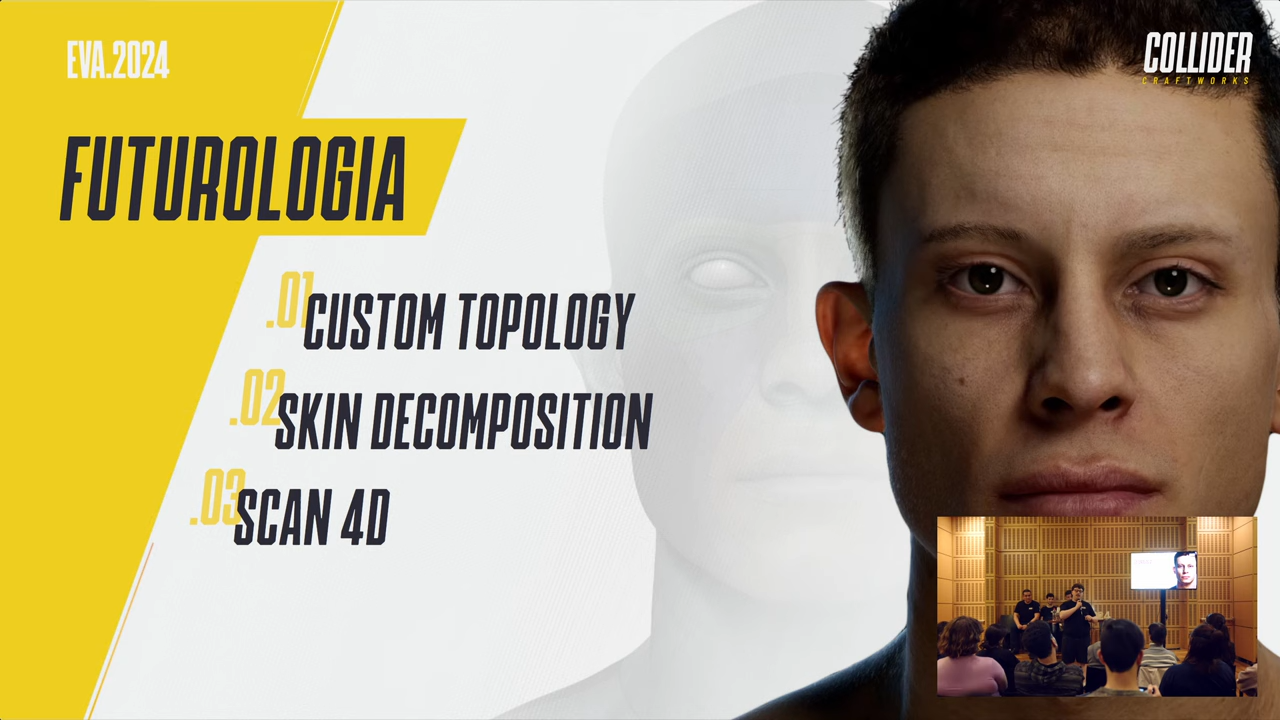 EVA.2024
COLLIDER
CRAFTWORKS
FUTUROLOGIA
.01 CUSTOM TOPOLOGY
.02 SKIN DECOMPOSITION
.03 SCAN 4D